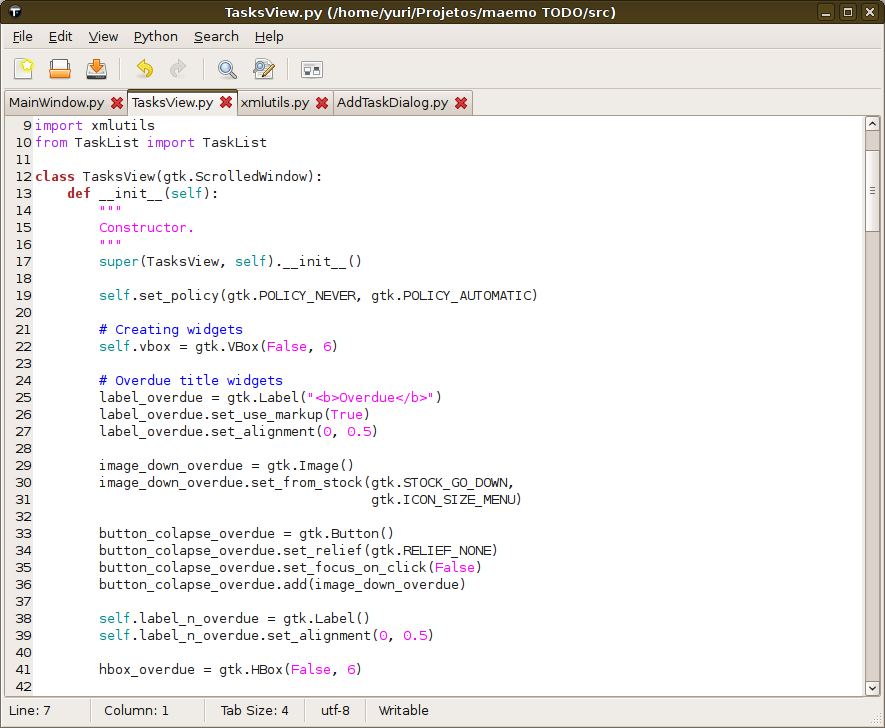 TasksView.py (/home/yuri/Projetos/maemo TODO/src)
File Edit View Python Search Help
MainWindow.py TasksView.py xmlutils.py AddTaskDialog.py
9 import xmlutils
10 from TaskList import TaskList
11
12 class TasksView(gtk.ScrolledWindow):
13     def __init__(self):
14         """
15         Constructor.
16         """
17         super(TasksView, self).__init__()
18
19         self.set_policy(gtk.POLICY_NEVER, gtk.POLICY_AUTOMATIC)
20
21         # Creating widgets
22         self.vbox = gtk.VBox(False, 6)
23
24         # Overdue title widgets
25         label_overdue = gtk.Label("<b>Overdue</b>")
26         label_overdue.set_use_markup(True)
27         label_overdue.set_alignment(0, 0.5)
28
29         image_down_overdue = gtk.Image()
30         image_down_overdue.set_from_stock(gtk.STOCK_GO_DOWN,
31                                           gtk.ICON_SIZE_MENU)
32
33         button_colapse_overdue = gtk.Button()
34         button_colapse_overdue.set_relief(gtk.RELIEF_NONE)
35         button_colapse_overdue.set_focus_on_click(False)
36         button_colapse_overdue.add(image_down_overdue)
37
38         self.label_n_overdue = gtk.Label()
39         self.label_n_overdue.set_alignment(0, 0.5)
40
41         hbox_overdue = gtk.HBox(False, 6)
42
Line: 7 Column: 1 Tab Size: 4 utf-8 Writable